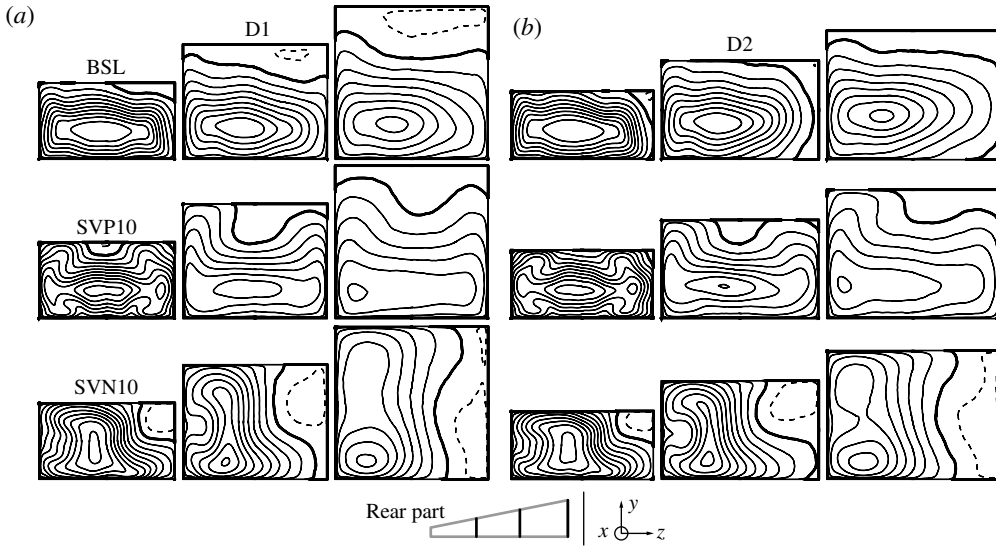 (a)
D1
(b)
D2
BSL
SVP10
SVN10
Rear part
y
x
z